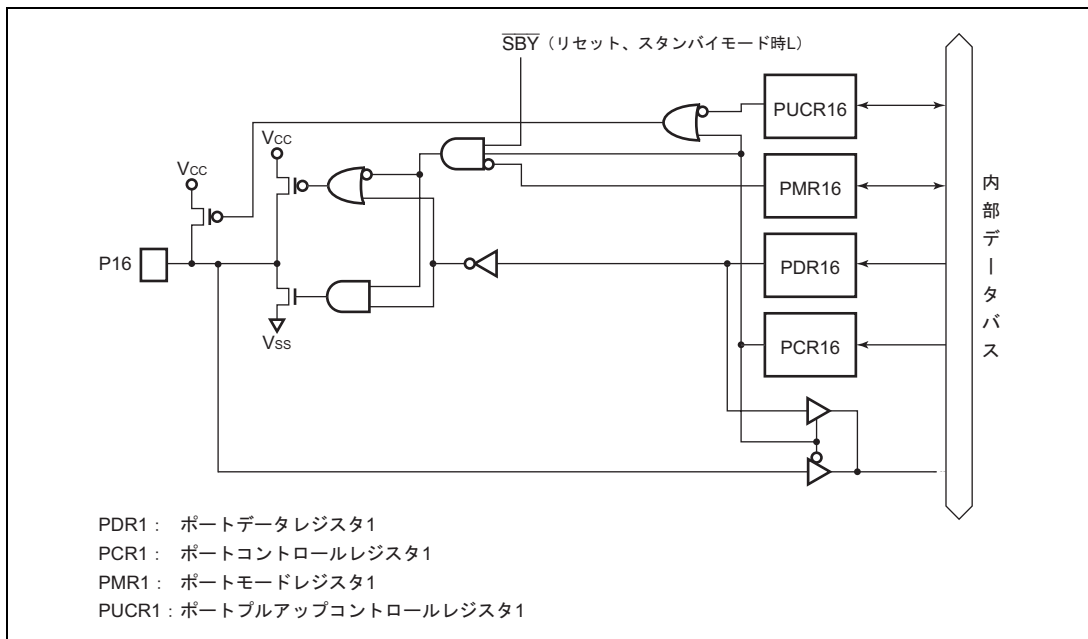 SBY（リセット、スタンバイモード時L）
PUCR16
VCC
PMR16
VCC
内部データバス
P16
PDR16
VSS
PCR16
PDR1： ポートデータレジスタ1
PCR1： ポートコントロールレジスタ1
PMR1： ポートモードレジスタ1
PUCR1：ポートプルアップコントロールレジスタ1